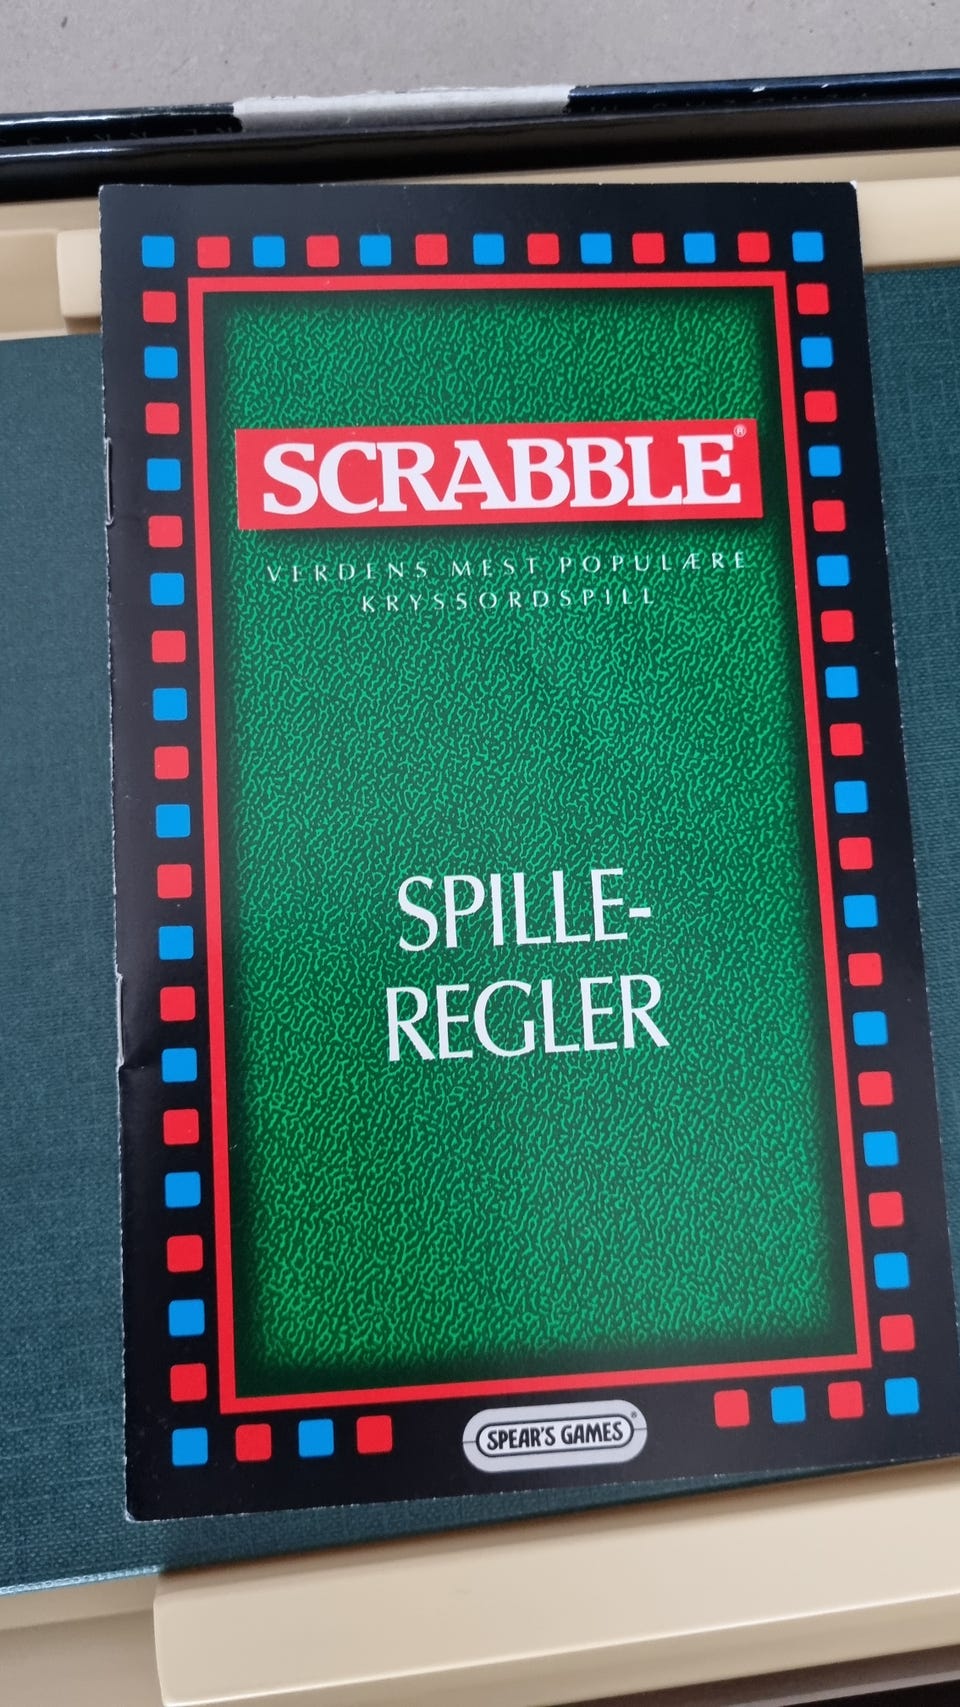 SCRABBLE®
VERDENS MEST POPULÆRE
KRYSSORDSPILL
SPILLE-
REGLER
SPEAR'S GAMES®